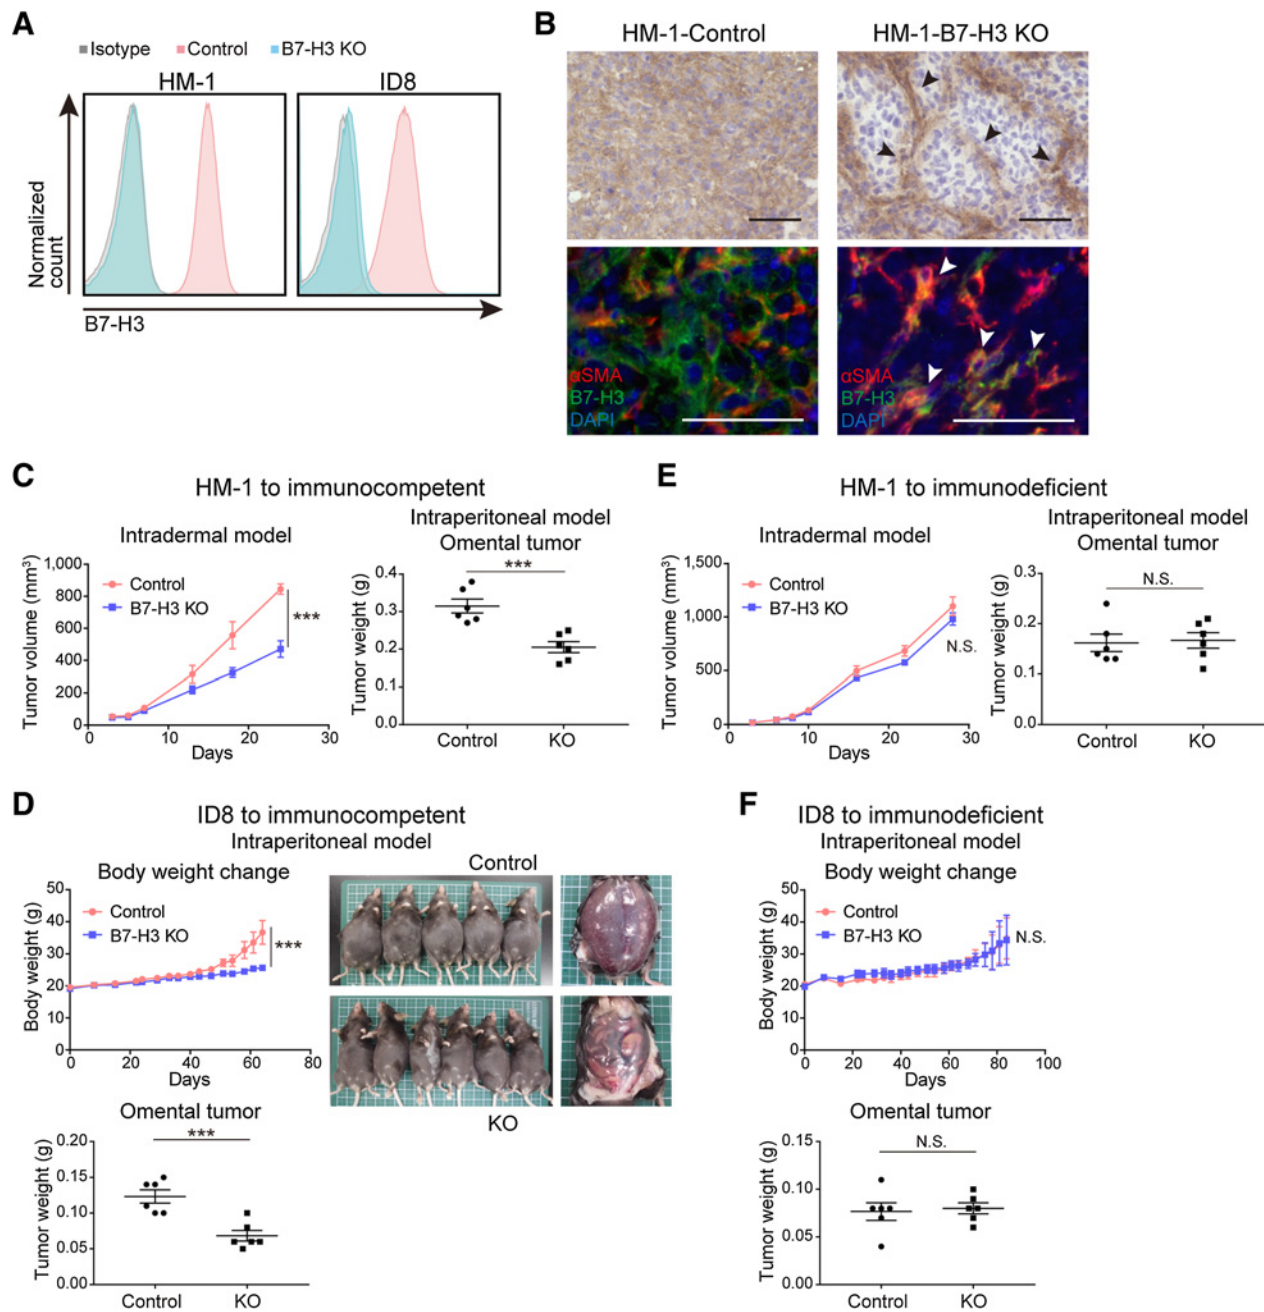 A
Isotype Control B7-H3 KO
HM-1 ID8
Normalized
count
B7-H3
B
HM-1-Control HM-1-B7-H3 KO
αSMA
B7-H3
DAPI
αSMA
B7-H3
DAPI
C
HM-1 to immunocompetent
Intradermal model
Tumor volume (mm³)
1,000
800
600
400
200
0
Control
B7-H3 KO
***
0 10 20 30
Days
Intraperitoneal model
Omental tumor
Tumor weight (g)
0.4
0.3
0.2
0.1
0.0
***
Control KO
E
HM-1 to immunodeficient
Intradermal model
Tumor volume (mm³)
1,500
1,000
500
0
Control
B7-H3 KO
N.S.
0 10 20 30
Days
Intraperitoneal model
Omental tumor
Tumor weight (g)
0.3
0.2
0.1
0.0
N.S.
Control KO
D
ID8 to immunocompetent
Intraperitoneal model
Body weight change
Body weight (g)
50
40
30
20
10
0
Control
B7-H3 KO
***
0 20 40 60 80
Days
Control
KO
Omental tumor
Tumor weight (g)
0.20
0.15
0.10
0.05
0.00
***
Control KO
F
ID8 to immunodeficient
Intraperitoneal model
Body weight change
Body weight (g)
50
40
30
20
10
0
Control
B7-H3 KO
N.S.
0 20 40 60 80 100
Days
Omental tumor
Tumor weight (g)
0.15
0.10
0.05
0.00
N.S.
Control KO